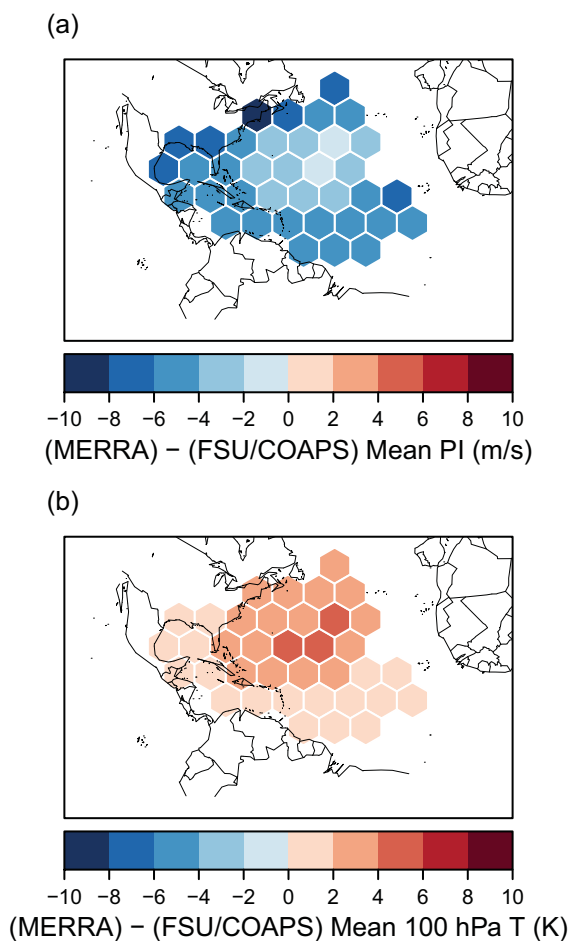 (a)
−10 −8 −6 −4 −2 0 2 4 6 8 10
(MERRA) − (FSU/COAPS) Mean PI (m/s)
(b)
−10 −8 −6 −4 −2 0 2 4 6 8 10
(MERRA) − (FSU/COAPS) Mean 100 hPa T (K)